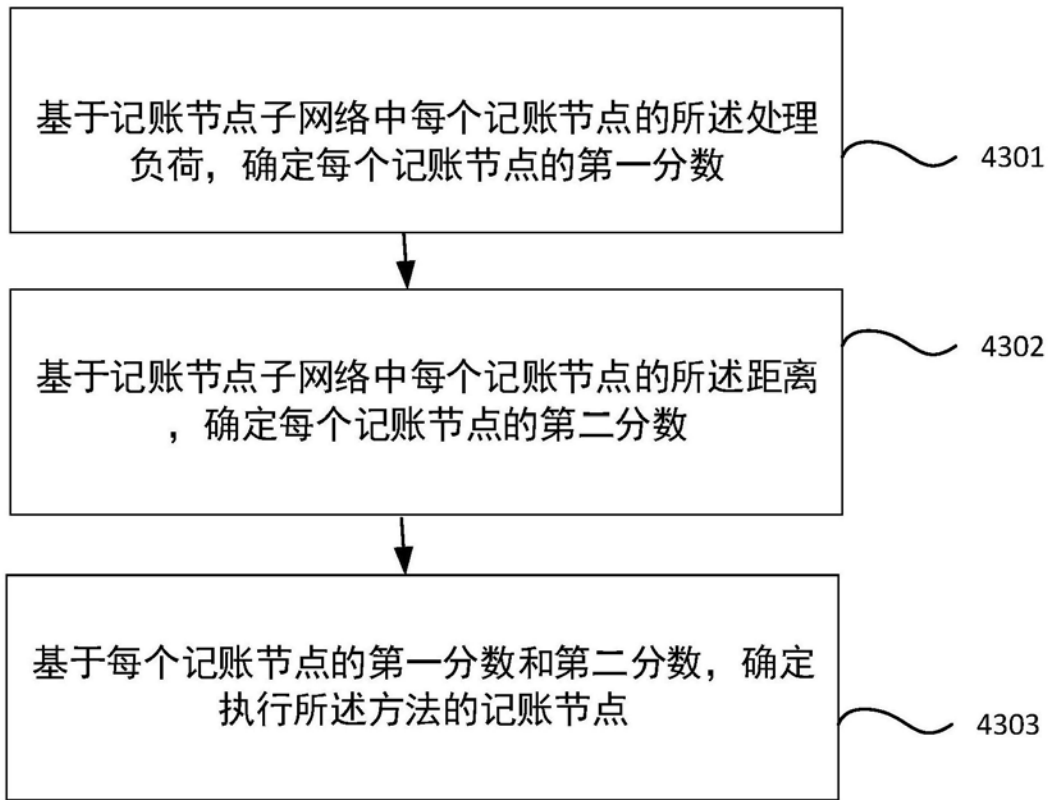 基于记账节点子网络中每个记账节点的所述处理
负荷，确定每个记账节点的第一分数
4301
基于记账节点子网络中每个记账节点的所述距离
，确定每个记账节点的第二分数
4302
基于每个记账节点的第一分数和第二分数，确定
执行所述方法的记账节点
4303